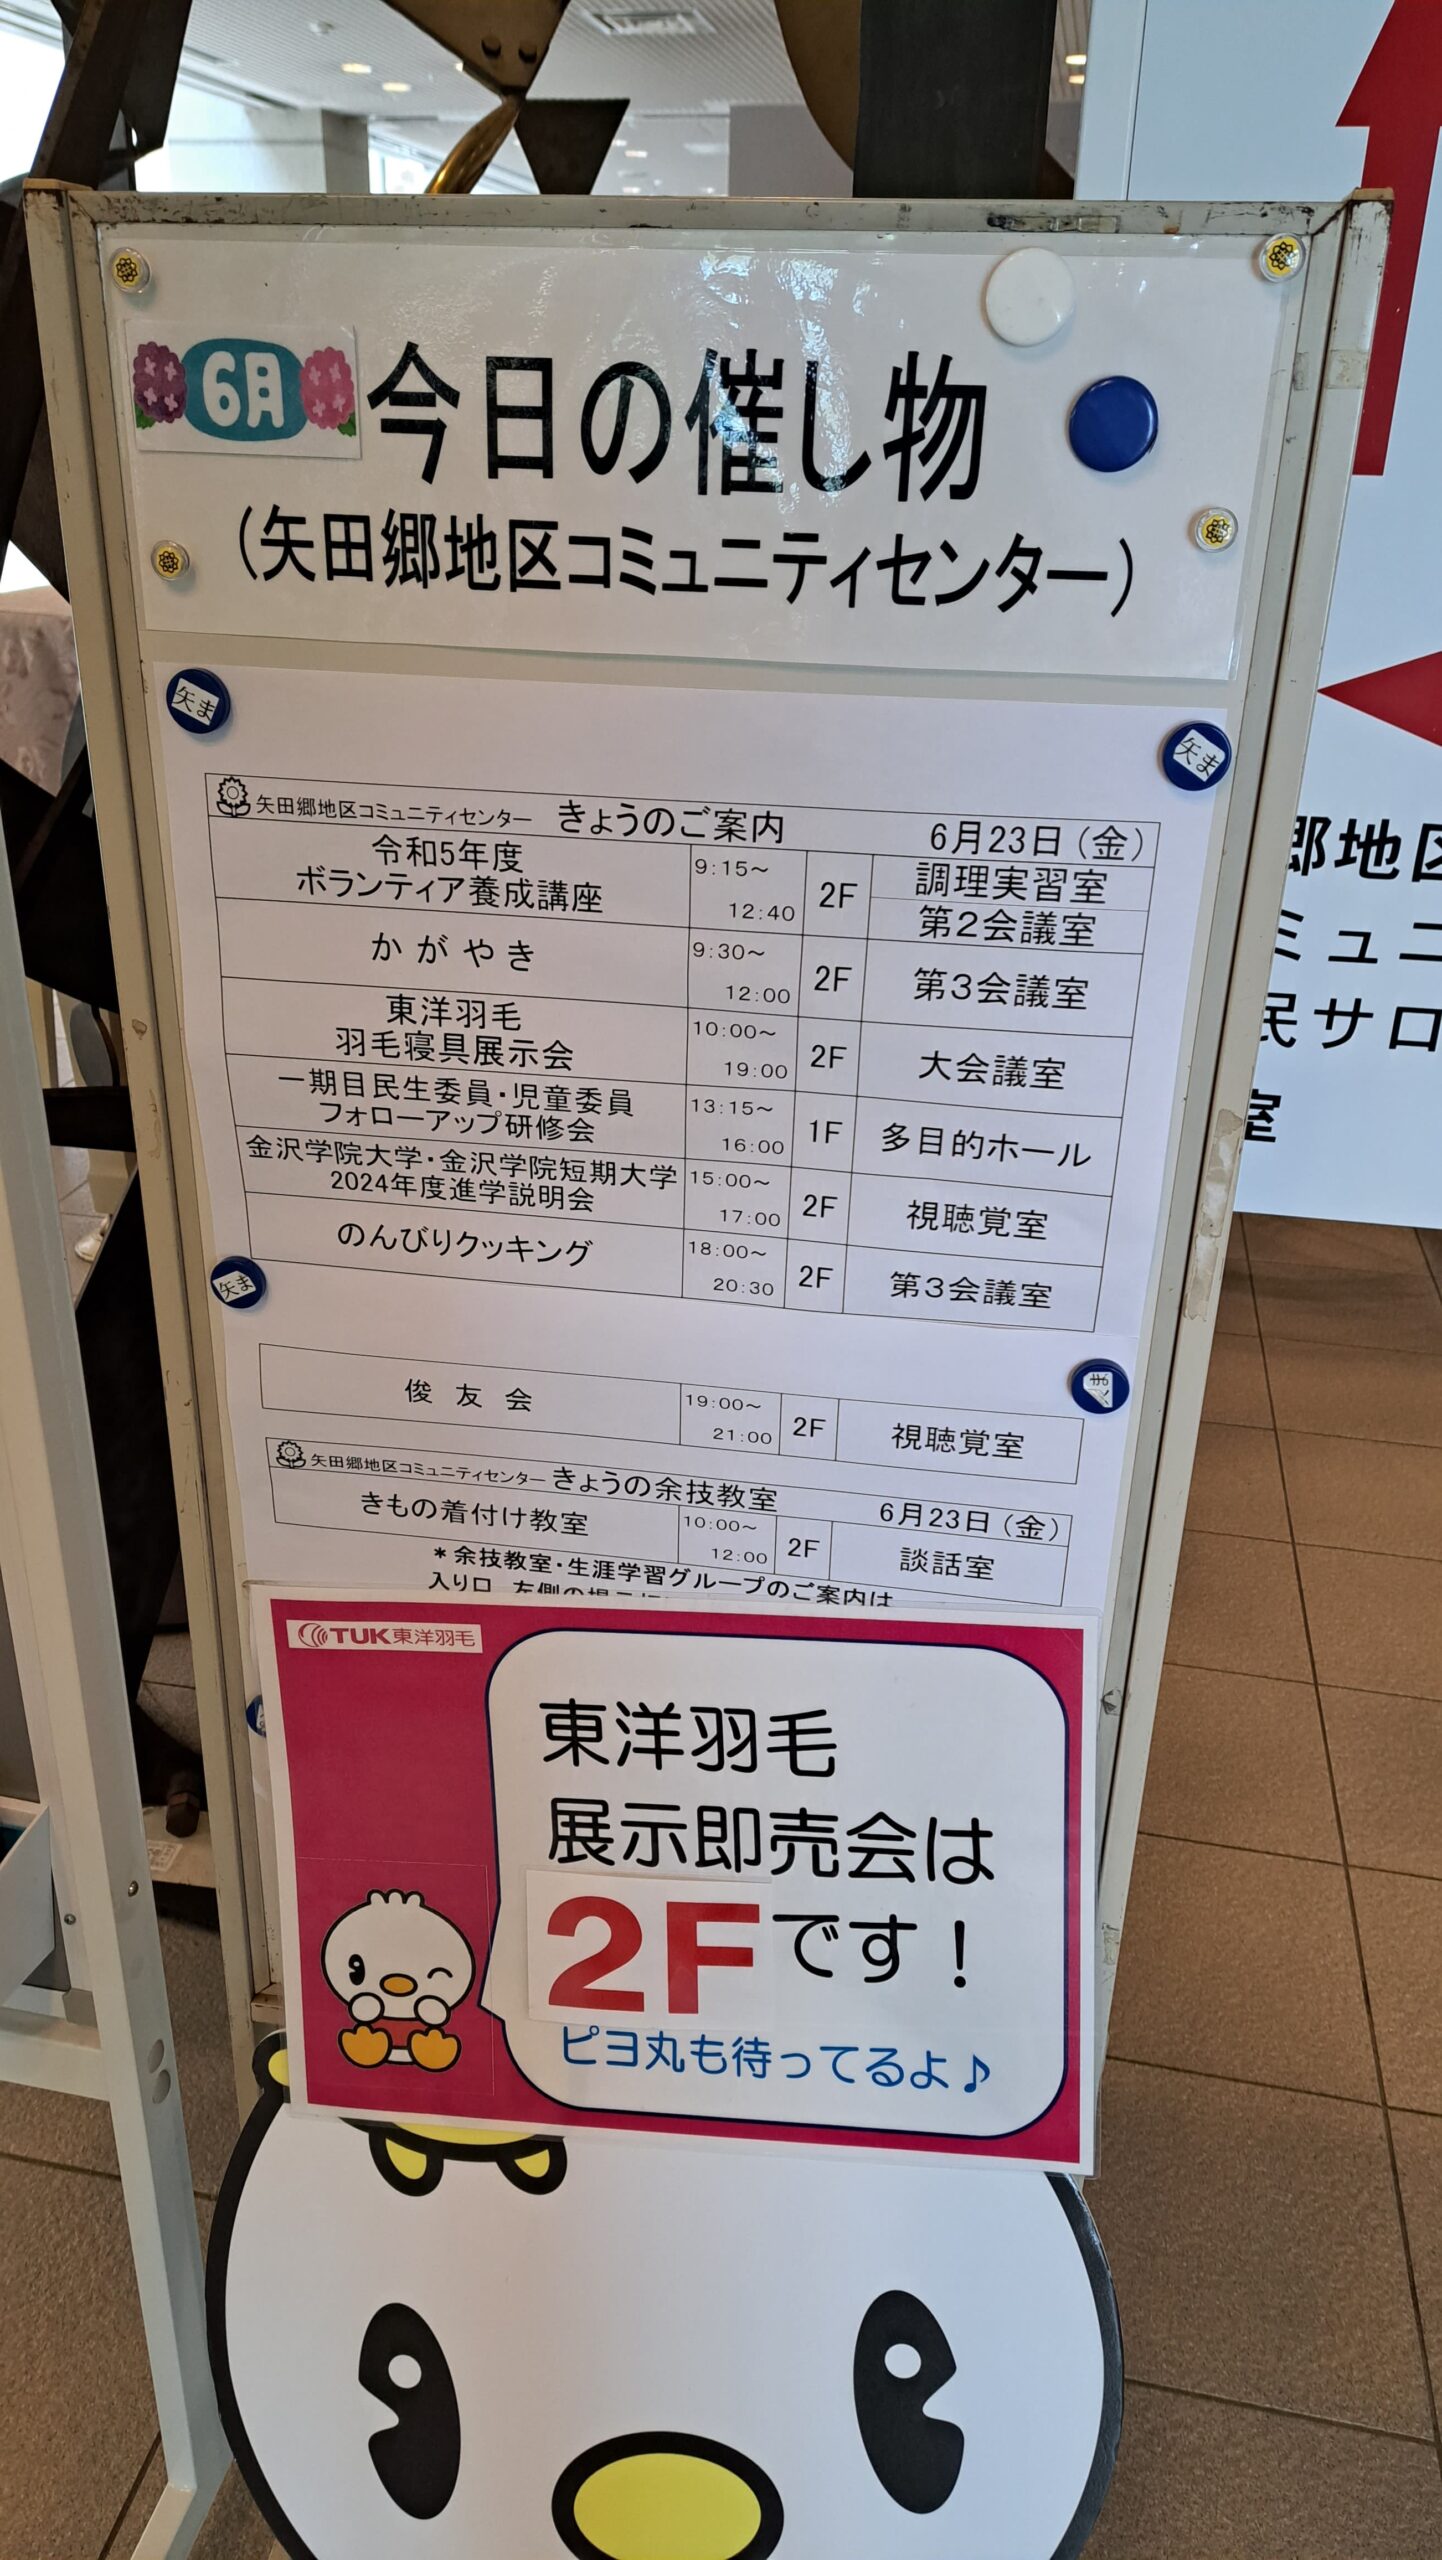 6月 今日の催し物
(矢田郷地区コミュニティセンター)
矢ま
矢ま
矢田郷地区コミュニティセンター きょうのご案内 6月23日(金)
令和5年度
ボランティア養成講座 9:15～12:40 2F 調理実習室
第2会議室
かがやき 9:30～12:00 2F 第3会議室
東洋羽毛
羽毛寝具展示会 10:00～19:00 2F 大会議室
一期目民生委員・児童委員
フォローアップ研修会 13:15～16:00 1F 多目的ホール
金沢学院大学・金沢学院短期大学
2024年度進学説明会 15:00～17:00 2F 視聴覚室
のんびりクッキング 18:00～20:30 2F 第3会議室
矢ま
俊友会 19:00～21:00 2F 視聴覚室
矢田郷地区コミュニティセンター きょうの余技教室 6月23日(金)
きもの着付け教室 10:00～12:00 2F 談話室
*余技教室・生涯学習グループのご案内は
入り口 左側の
TUK東洋羽毛
東洋羽毛
展示即売会は
2Fです!
ピヨ丸も待ってるよ♪
郷地区
ミュニ
民サロ
室